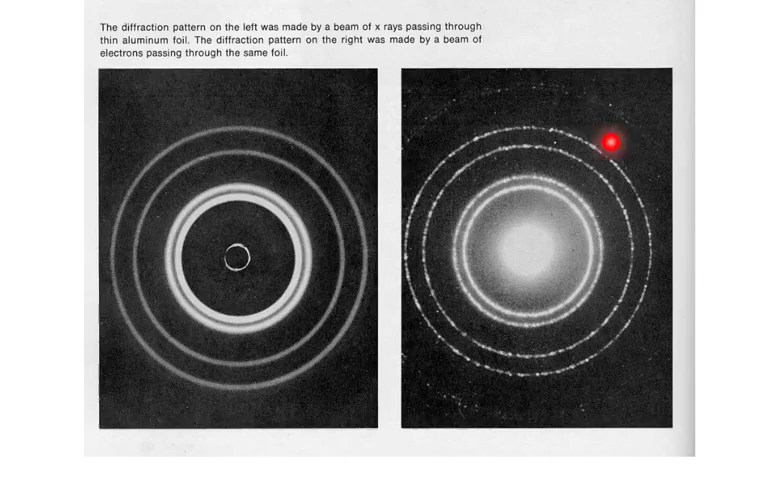 The diffraction pattern on the left was made by a beam of x rays passing through
thin aluminum foil. The diffraction pattern on the right was made by a beam of
electrons passing through the same foil.